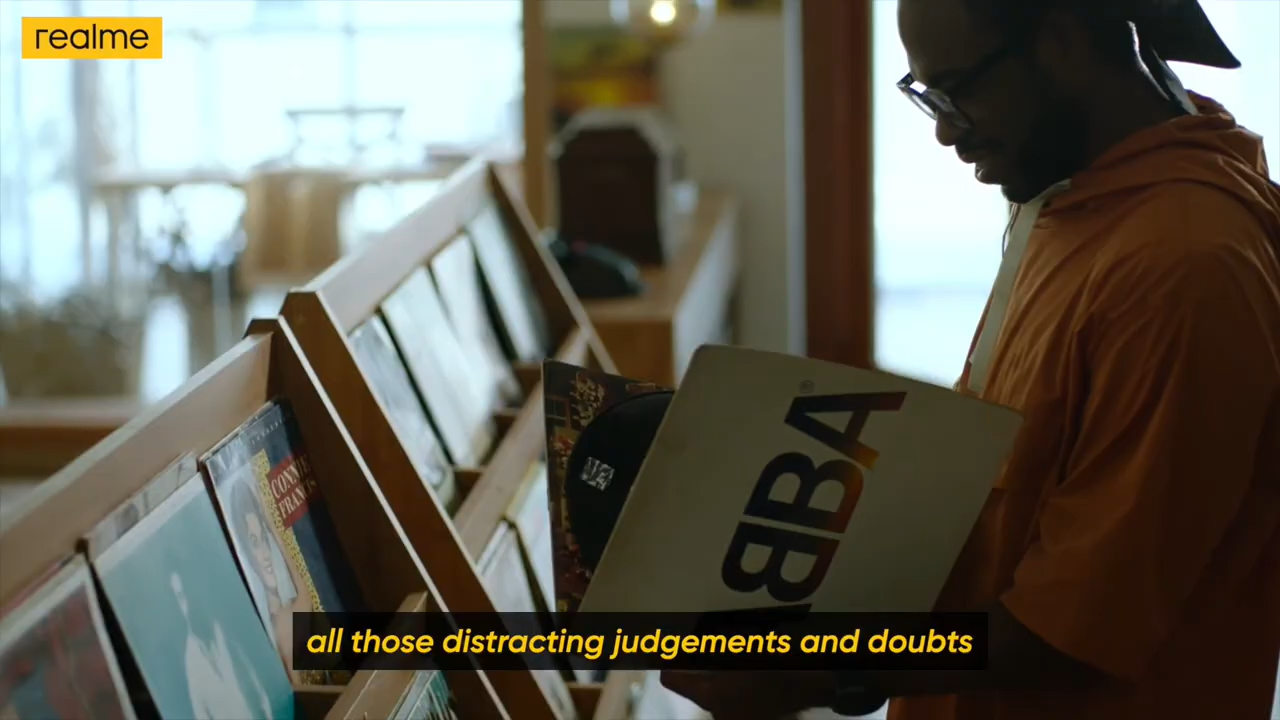 realme
CONNIE
FRANCIS
ABBA®
all those distracting judgements and doubts